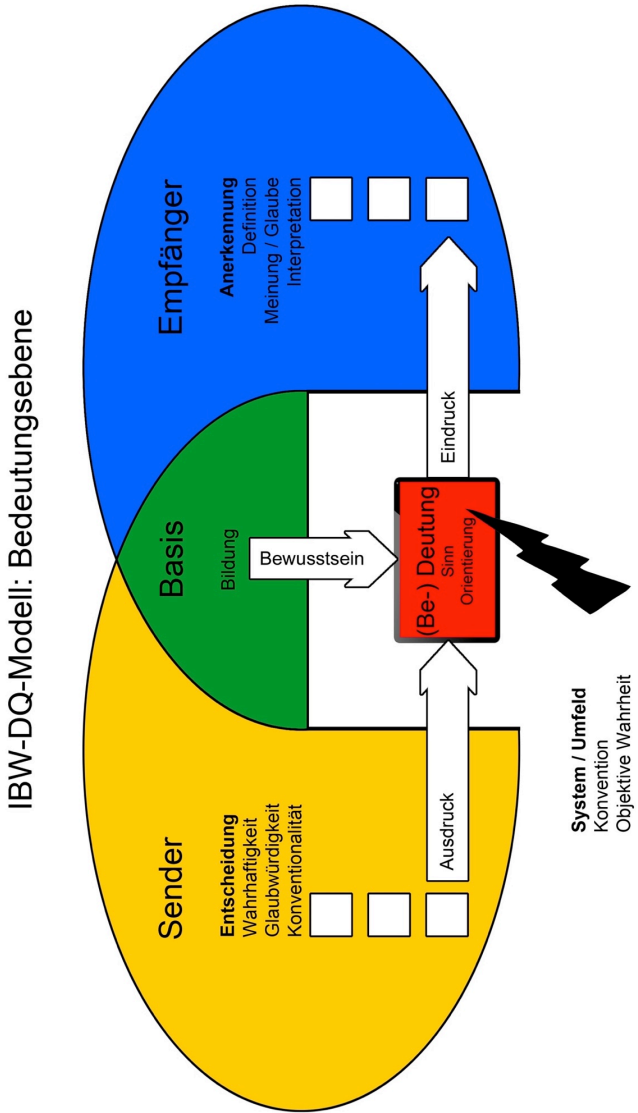 IBW-DQ-Modell: Bedeutungsebene
Sender
Entscheidung
Wahrhaftigkeit
Glaubwürdigkeit
Konventionalität
Ausdruck
Basis
Bildung
Bewusstsein
(Be-) Deutung
Sinn
Orientierung
Empfänger
Anerkennung
Definition
Meinung / Glaube
Interpretation
Eindruck
System / Umfeld
Konvention
Objektive Wahrheit